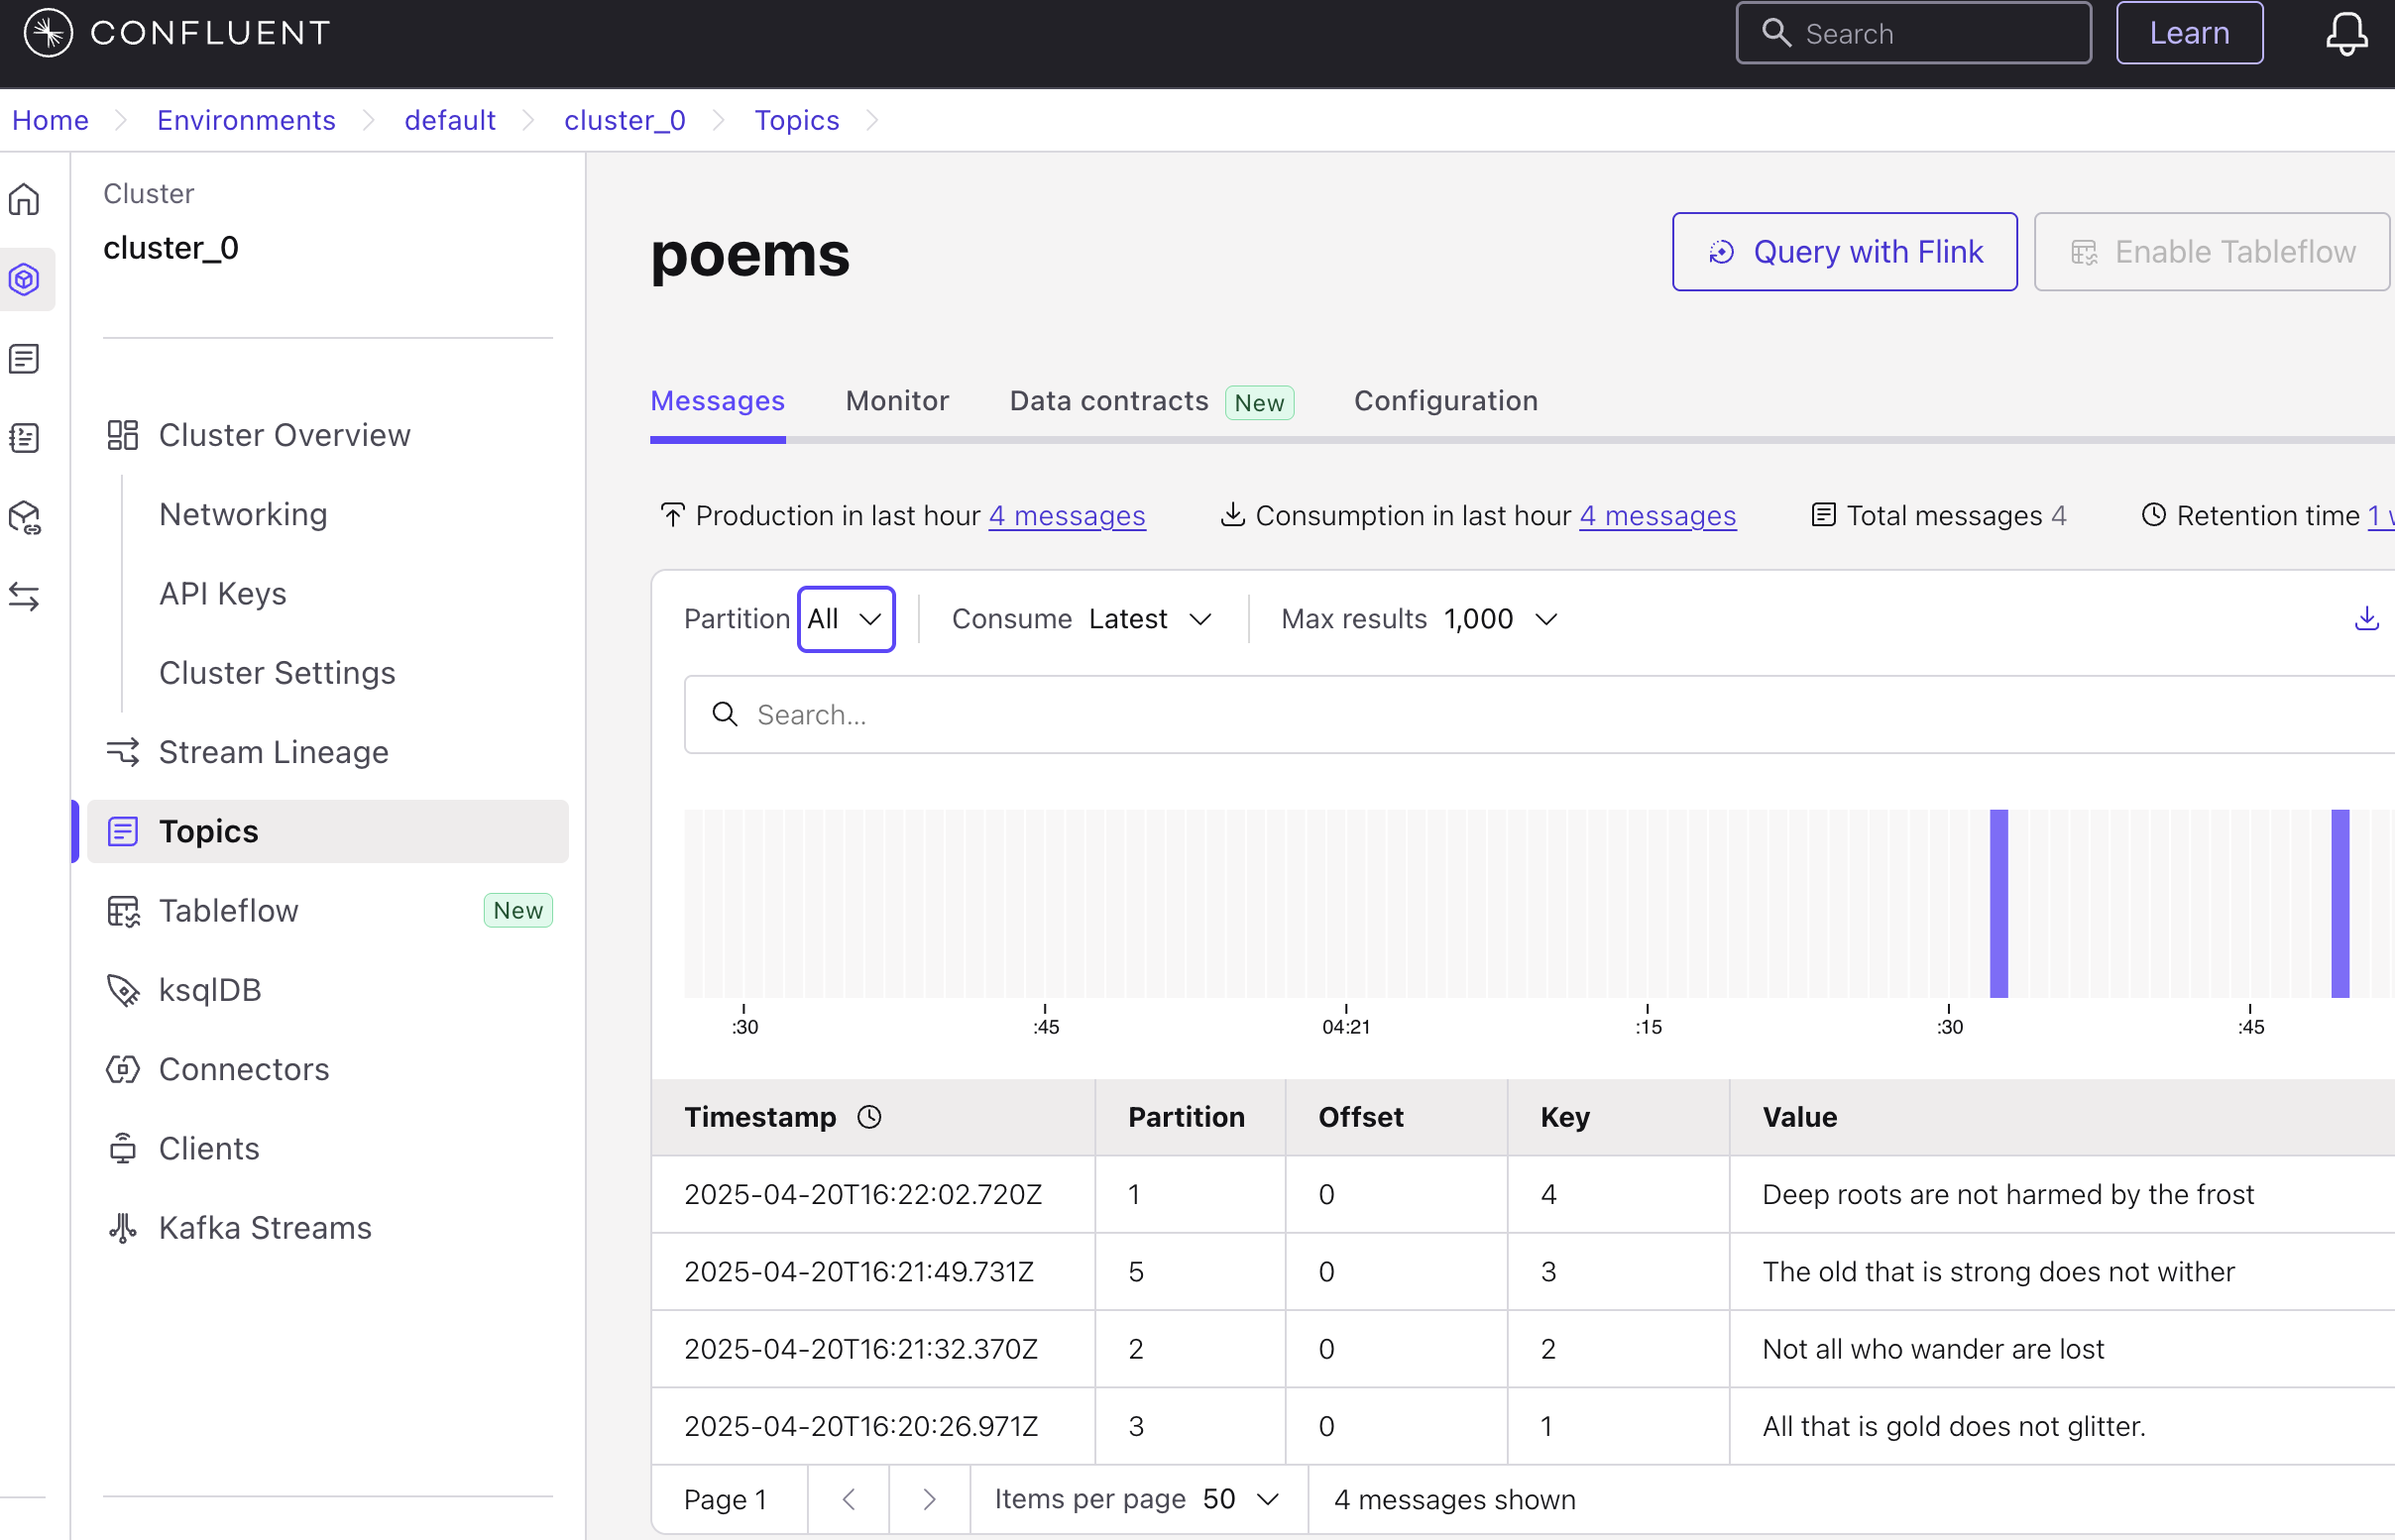 CONFLUENT
Search
Learn
Home
Environments
default
cluster_0
Topics
Cluster
cluster_0
Cluster Overview
Networking
API Keys
Cluster Settings
Stream Lineage
Topics
Tableflow New
ksqlDB
Connectors
Clients
Kafka Streams
poems
Query with Flink
Enable Tableflow
Messages Monitor Data contracts New Configuration
Production in last hour 4 messages Consumption in last hour 4 messages Total messages 4 Retention time 1
Partition All Consume Latest Max results 1,000
Search...
:30 :45 04:21 :15 :30 :45
Timestamp Partition Offset Key Value
2025-04-20T16:22:02.720Z 1 0 4 Deep roots are not harmed by the frost
2025-04-20T16:21:49.731Z 5 0 3 The old that is strong does not wither
2025-04-20T16:21:32.370Z 2 0 2 Not all who wander are lost
2025-04-20T16:20:26.971Z 3 0 1 All that is gold does not glitter.
Page 1 Items per page 50 4 messages shown